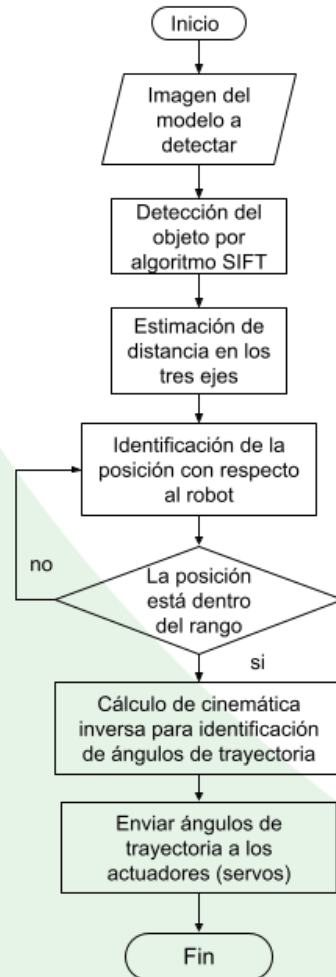 Inicio
Imagen del
modelo a
detectar
Detección del
objeto por
algoritmo SIFT
Estimación de
distancia en los
tres ejes
Identificación de la
posición con respecto
al robot
no
La posición
está dentro
del rango
si
Cálculo de cinemática
inversa para identificación
de ángulos de trayectoria
Enviar ángulos de
trayectoria a los
actuadores (servos)
Fin